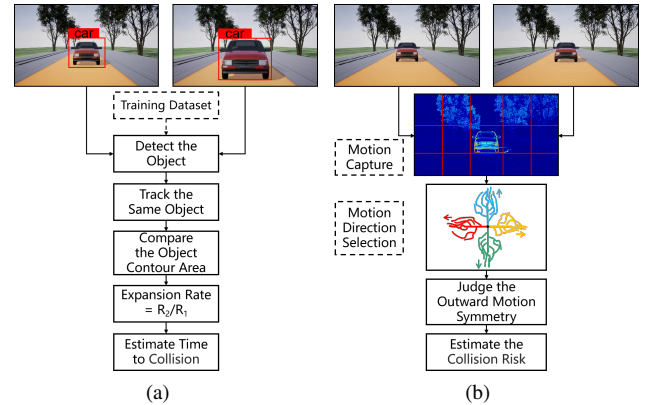 car
car
Training Dataset
Detect the
Object
Track the
Same Object
Compare
the Object
Contour Area
Expansion Rate
= R₂/R₁
Estimate Time
to Collision
(a)
Motion
Capture
Motion
Direction
Selection
Judge the
Outward Motion
Symmetry
Estimate the
Collision Risk
(b)